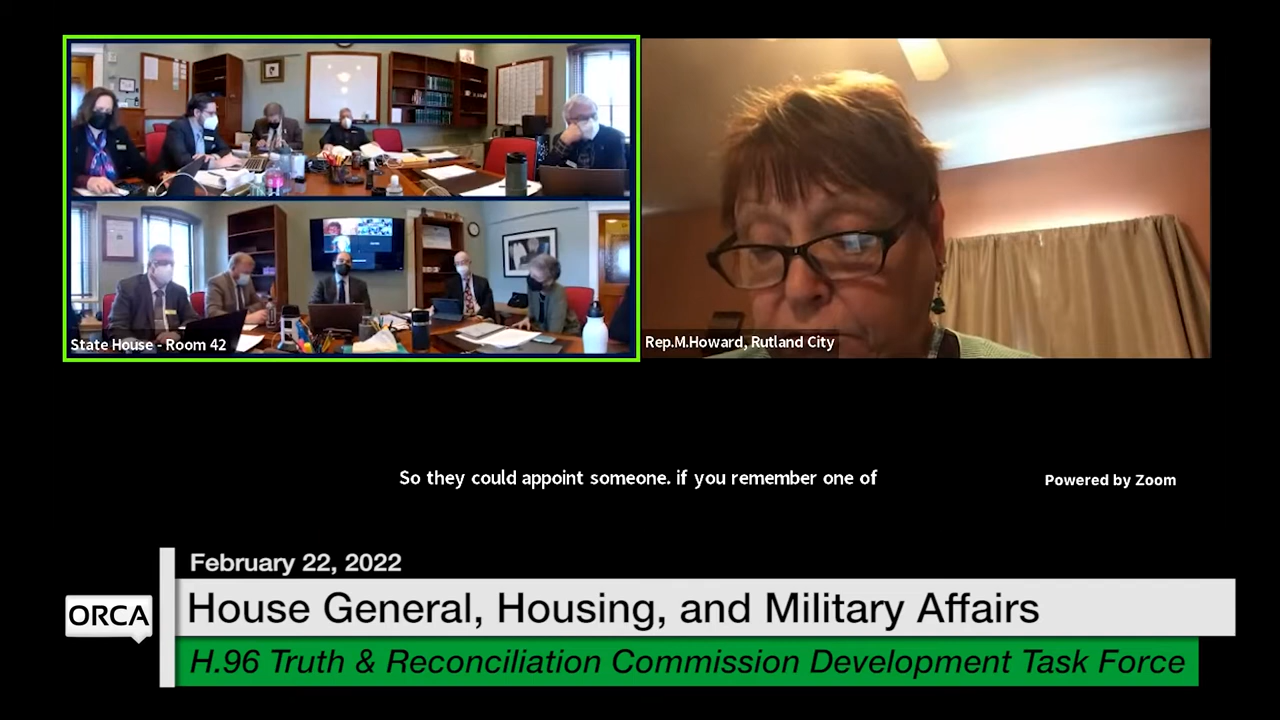 State House - Room 42
Rep.M.Howard, Rutland City
So they could appoint someone. if you remember one of
Powered by Zoom
February 22, 2022
ORCA
House General, Housing, and Military Affairs
H.96 Truth & Reconciliation Commission Development Task Force